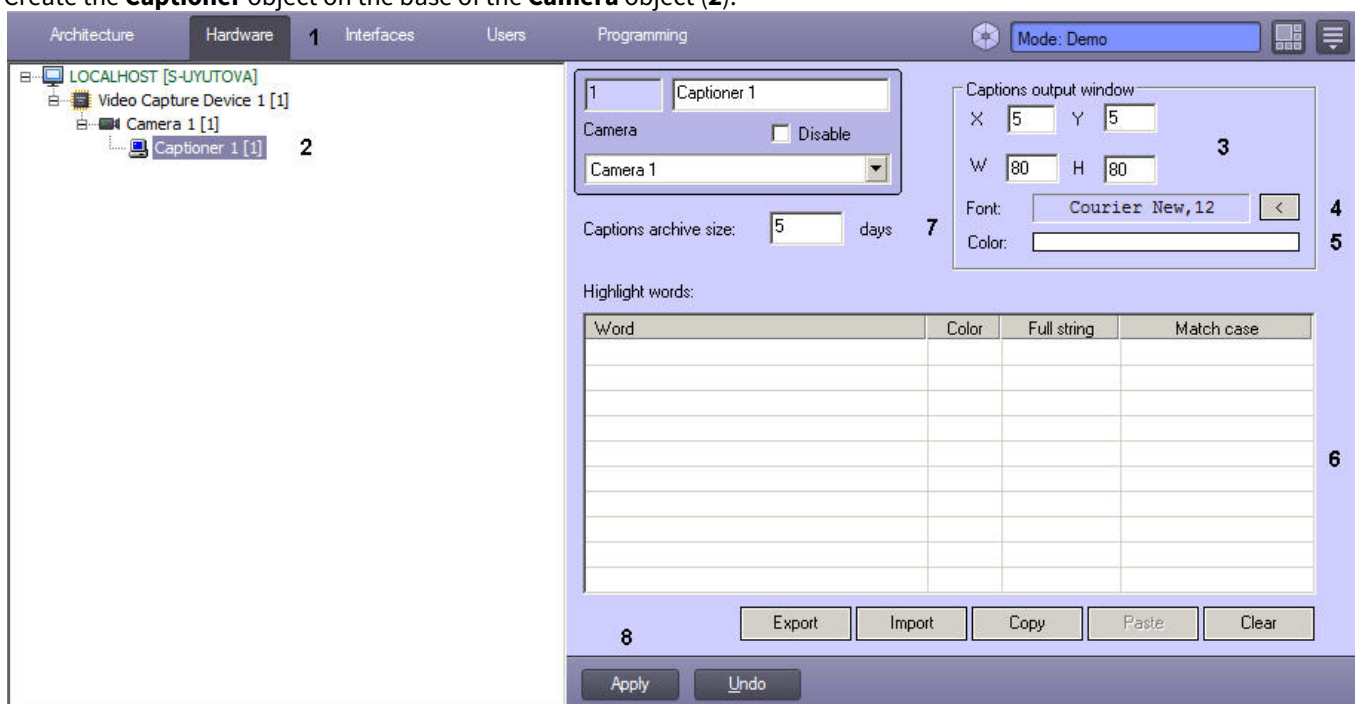 Create the Captioner object on the base of the Camera object (2).
Architecture Hardware 1 Interfaces Users Programming Mode: Demo
LOCALHOST [S-UYUTOVA]
Video Capture Device 1 [1]
Camera 1 [1]
Captioner 1 [1] 2
1 Captioner 1
Camera Disable
Camera 1
Captions archive size: 5 days 7
Captions output window
X 5 Y 5
3
W 80 H 80
Font: Courier New,12 < 4
Color: 5
Highlight words:
Word Color Full string Match case
6
Export Import Copy Paste Clear
8
Apply Undo